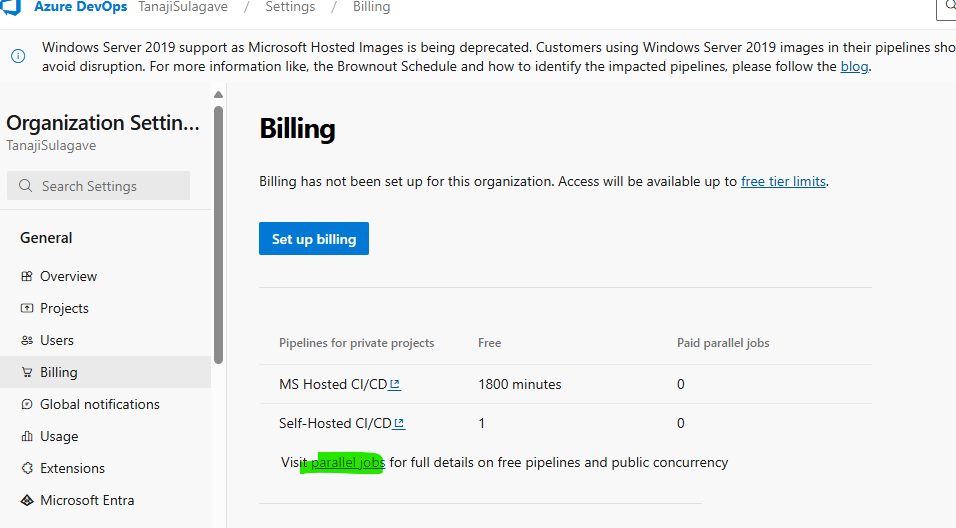 Azure DevOps TanajiSulagave / Settings / Billing
Windows Server 2019 support as Microsoft Hosted Images is being deprecated. Customers using Windows Server 2019 images in their pipelines sho
avoid disruption. For more information like, the Brownout Schedule and how to identify the impacted pipelines, please follow the blog.
Organization Settin...
TanajiSulagave
Search Settings
General
Overview
Projects
Users
Billing
Global notifications
Usage
Extensions
Microsoft Entra
Billing
Billing has not been set up for this organization. Access will be available up to free tier limits.
Set up billing
Pipelines for private projects Free Paid parallel jobs
MS Hosted CI/CD 1800 minutes 0
Self-Hosted CI/CD 1 0
Visit parallel jobs for full details on free pipelines and public concurrency